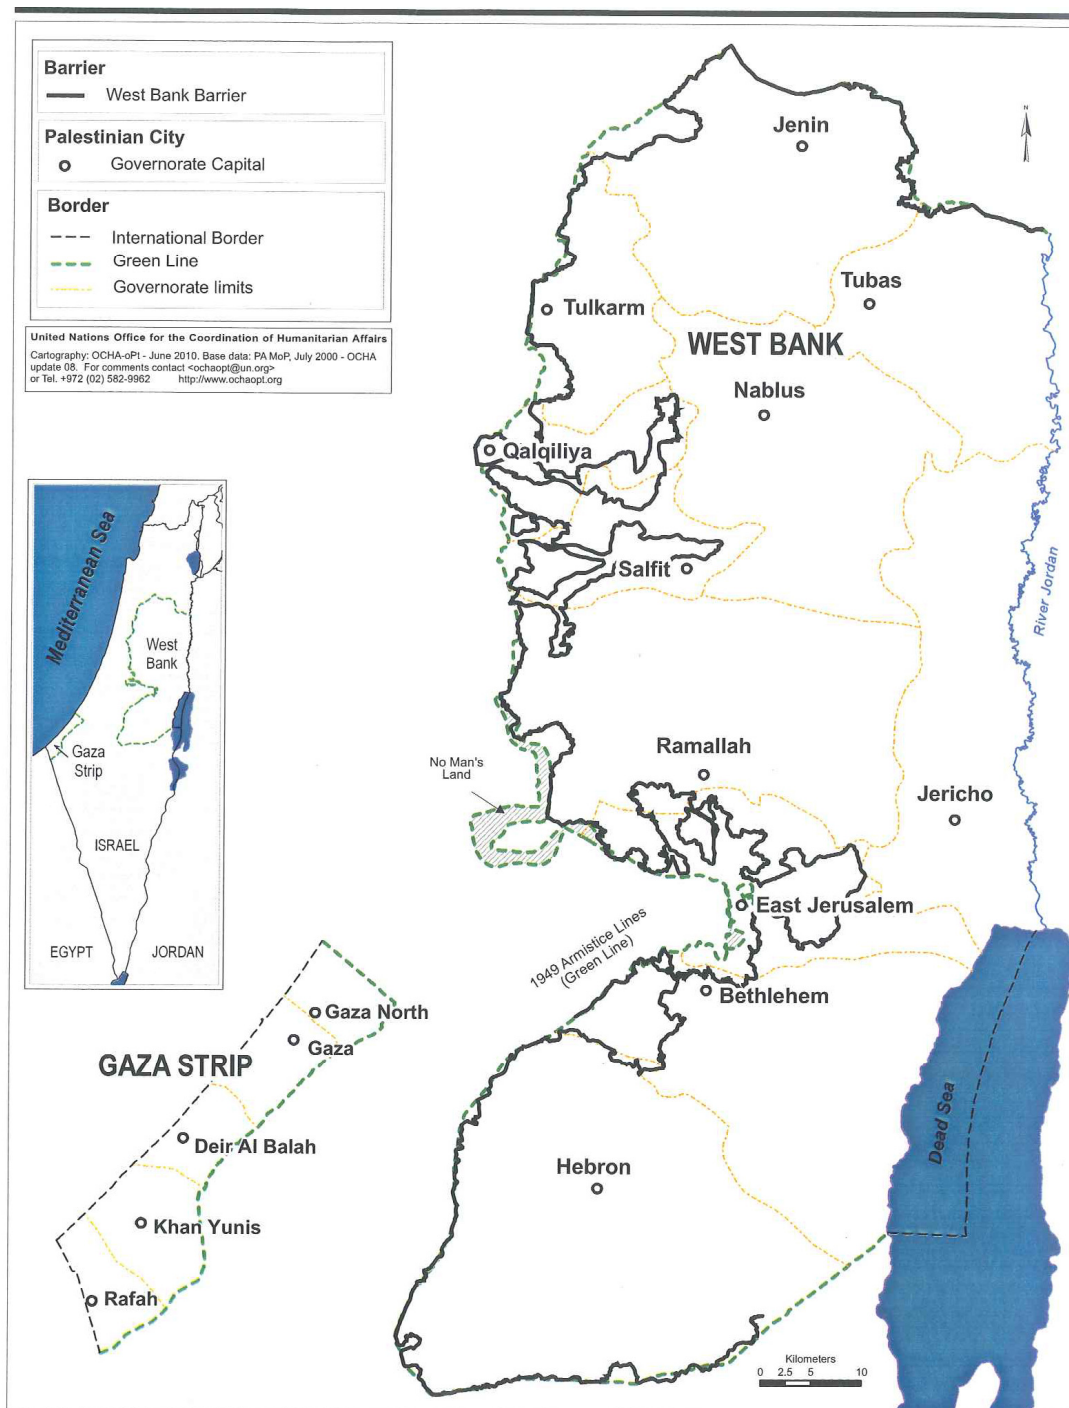 Barrier
West Bank Barrier
Palestinian City
Governorate Capital
Border
International Border
Green Line
Governorate limits
United Nations Office for the Coordination of Humanitarian Affairs
Cartography: OCHA-oPt - June 2010. Base data: PA MoP, July 2000 - OCHA
update 08. For comments contact <ochaopt@un.org>
or Tel. +972 (02) 582-9962 http://www.ochaopt.org
N
Jenin
Tubas
Tulkarm
WEST BANK
Nablus
Qalqiliya
Salfit
River Jordan
Ramallah
No Man's
Land
Jericho
East Jerusalem
1949 Armistice Lines
(Green Line)
Bethlehem
Hebron
Dead Sea
Kilometers
0 2.5 5 10
Mediterranean Sea
West
Bank
Gaza
Strip
ISRAEL
EGYPT
JORDAN
GAZA STRIP
Gaza North
Gaza
Deir Al Balah
Khan Yunis
Rafah